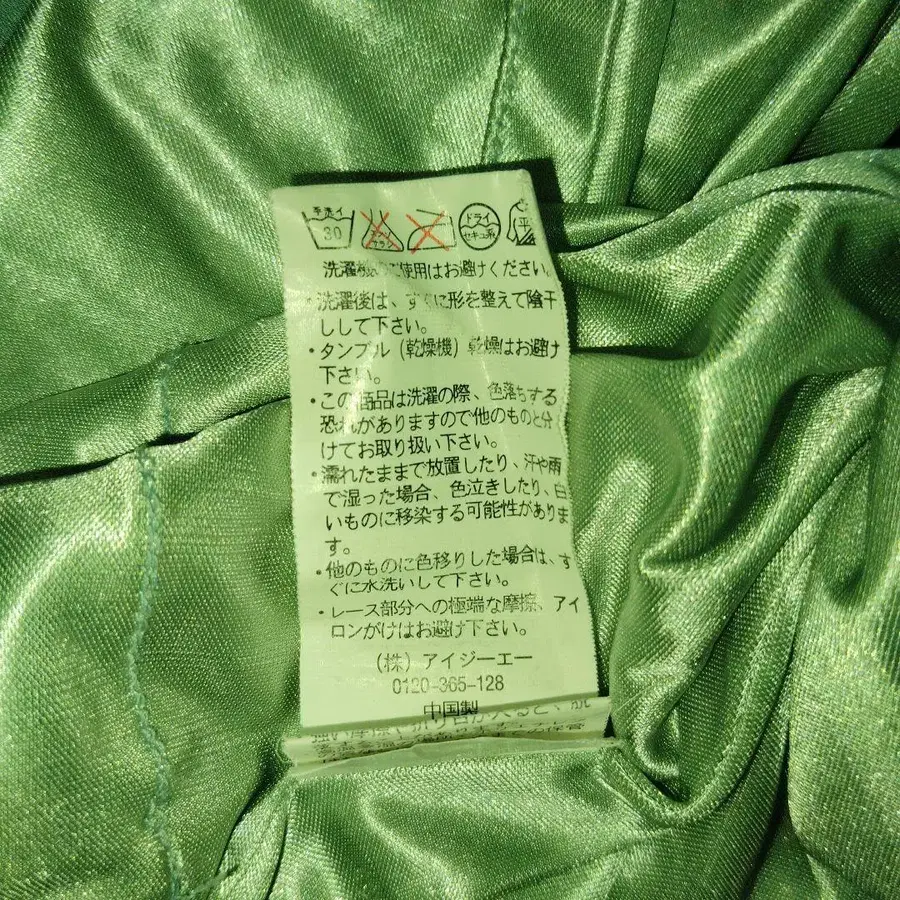 手洗イ 30 ドライ セキユ系 平
洗濯機のご使用はお避けください。
・洗濯後は、すぐに形を整えて陰干
しして下さい。
・タンブル（乾燥機）乾燥はお避け
下さい。
・この商品は洗濯の際、色落ちする
恐れがありますので他のものと分
けてお取り扱い下さい。
・濡れたままで放置したり、汗や雨
で湿った場合、色泣きしたり、白
いものに移染する可能性がありま
す。
・他のものに色移りした場合は、す
ぐに水洗いして下さい。
・レース部分への極端な摩擦、アイ
ロンがけはお避け下さい。
（株）アイジーエー
0120-365-128
中国製